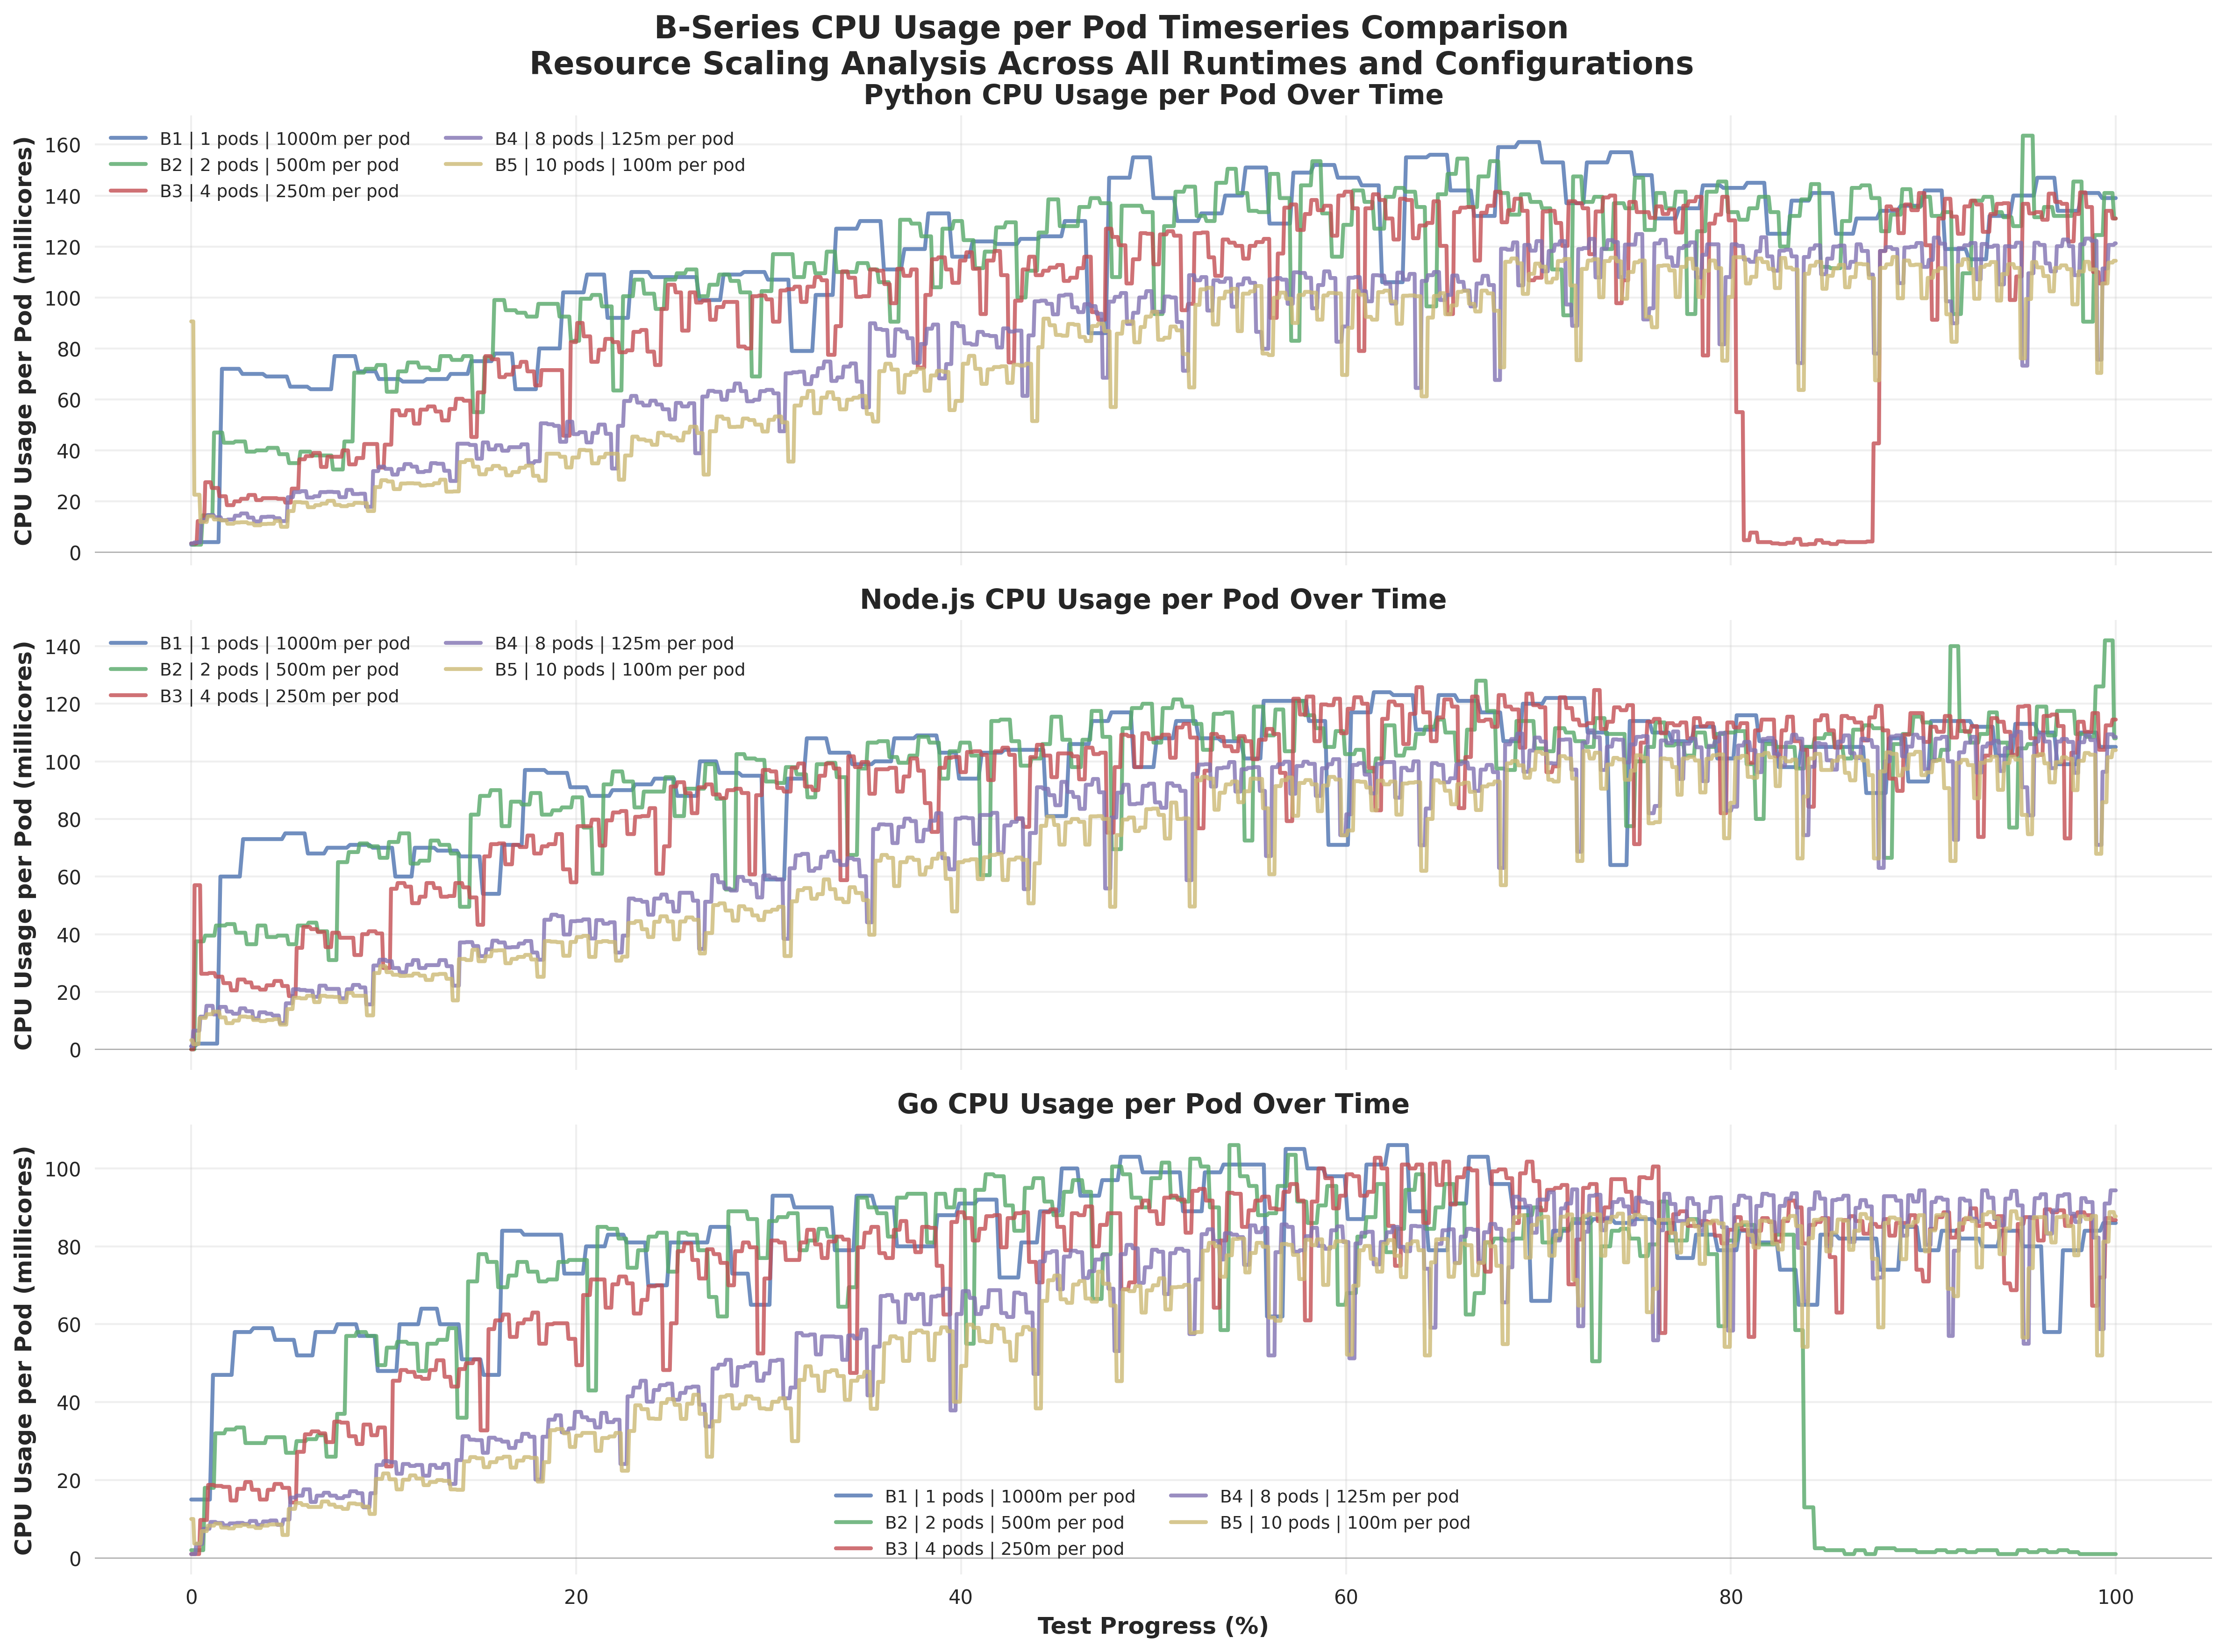 B-Series CPU Usage per Pod Timeseries Comparison
Resource Scaling Analysis Across All Runtimes and Configurations
Python CPU Usage per Pod Over Time
CPU Usage per Pod (millicores)
160
140
120
100
80
60
40
20
0
B1 | 1 pods | 1000m per pod
B2 | 2 pods | 500m per pod
B3 | 4 pods | 250m per pod
B4 | 8 pods | 125m per pod
B5 | 10 pods | 100m per pod
Node.js CPU Usage per Pod Over Time
CPU Usage per Pod (millicores)
140
120
100
80
60
40
20
0
B1 | 1 pods | 1000m per pod
B2 | 2 pods | 500m per pod
B3 | 4 pods | 250m per pod
B4 | 8 pods | 125m per pod
B5 | 10 pods | 100m per pod
Go CPU Usage per Pod Over Time
CPU Usage per Pod (millicores)
100
80
60
40
20
0
B1 | 1 pods | 1000m per pod
B2 | 2 pods | 500m per pod
B3 | 4 pods | 250m per pod
B4 | 8 pods | 125m per pod
B5 | 10 pods | 100m per pod
0 20 40 60 80 100
Test Progress (%)